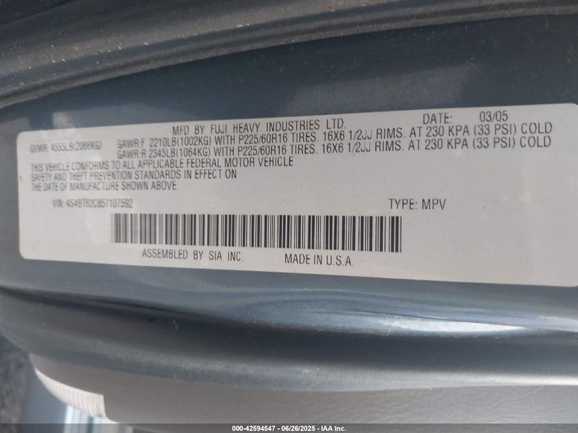 MFD BY FUJI HEAVY INDUSTRIES LTD. DATE: 03/05
GVWR: 4555LB(2066KG) GAWR:F 2210LB(1002KG) WITH P225/60R16 TIRES. 16X6 1/2JJ RIMS. AT 230 KPA (33 PSI) COLD
GAWR:R 2345LB(1064KG) WITH P225/60R16 TIRES. 16X6 1/2JJ RIMS. AT 230 KPA (33 PSI) COLD
THIS VEHICLE CONFORMS TO ALL APPLICABLE FEDERAL MOTOR VEHICLE
SAFETY AND THEFT PREVENTION STANDARDS IN EFFECT ON
THE DATE OF MANUFACTURE SHOWN ABOVE.
VIN: TYPE: MPV
ASSEMBLED BY SIA INC. MADE IN U.S.A.
000-42594547 - 06/26/2025 - IAA Inc.